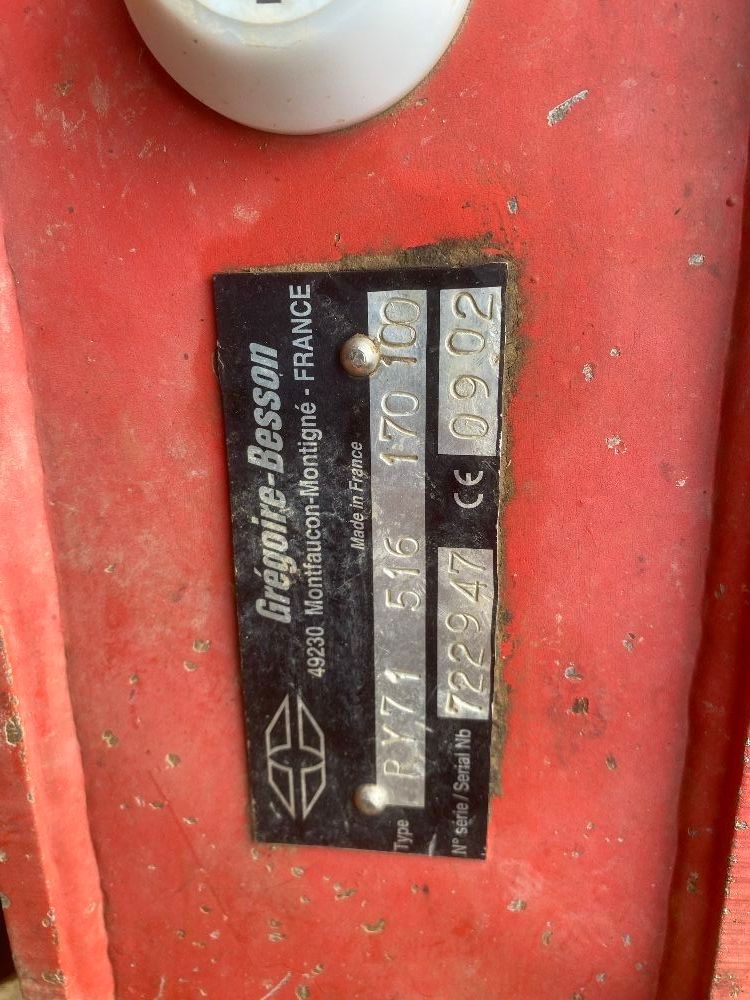 Grégoire-Besson
49230 Montfaucon-Montigné - FRANCE
Made in France
Type RY71 516 170 100
N° série / Serial Nb 722947 CE 0902